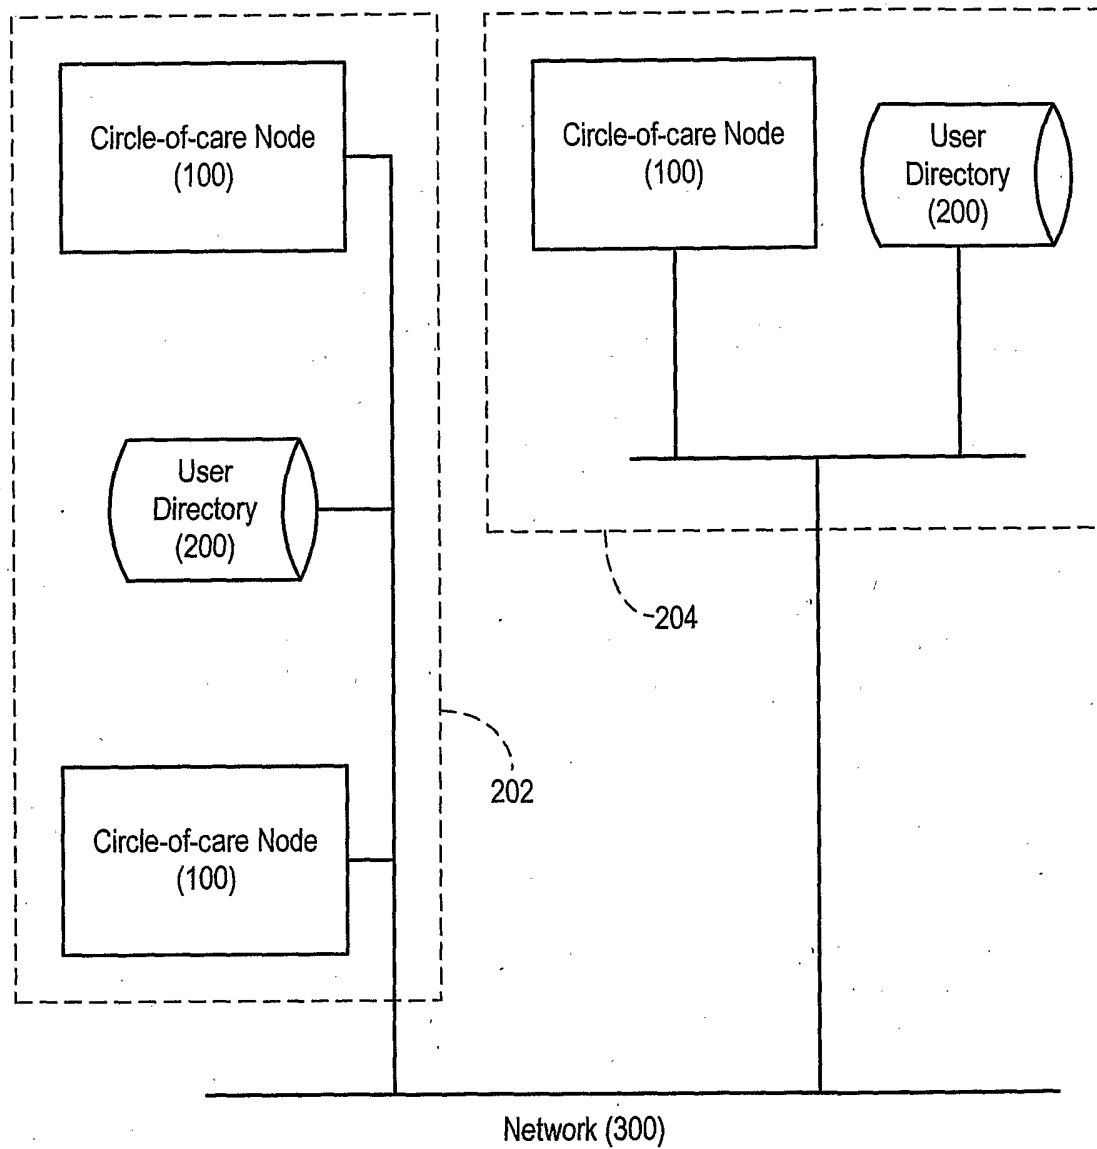 Circle-of-care Node
(100)
User
Directory
(200)
Circle-of-care Node
(100)
202
Circle-of-care Node
(100)
User
Directory
(200)
204
Network (300)